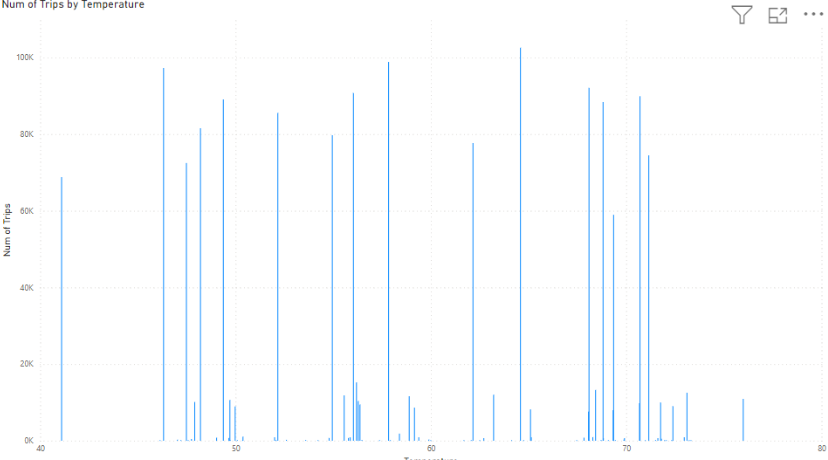 Num of Trips by Temperature
100K
80K
60K
40K
20K
0K
Num of Trips
40
50
60
70
80
Temperature